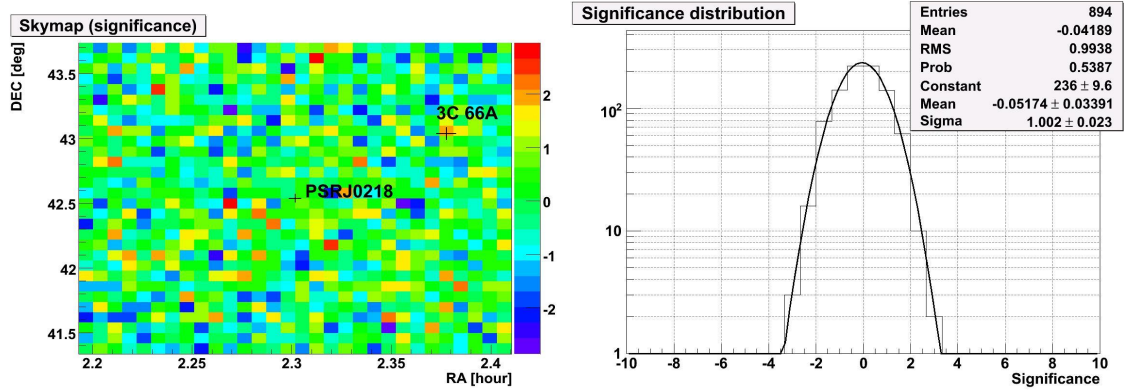 Skymap (significance)
DEC [deg]
43.5
43
42.5
42
41.5
3C 66A
PSRJ0218
2.2 2.25 2.3 2.35 2.4
RA [hour]
2
1
0
-1
-2
Significance distribution
Entries 894
Mean -0.04189
RMS 0.9938
Prob 0.5387
Constant 236 ± 9.6
Mean -0.05174 ± 0.03391
Sigma 1.002 ± 0.023
10²
10
1
-10 -8 -6 -4 -2 0 2 4 6 8 10
Significance